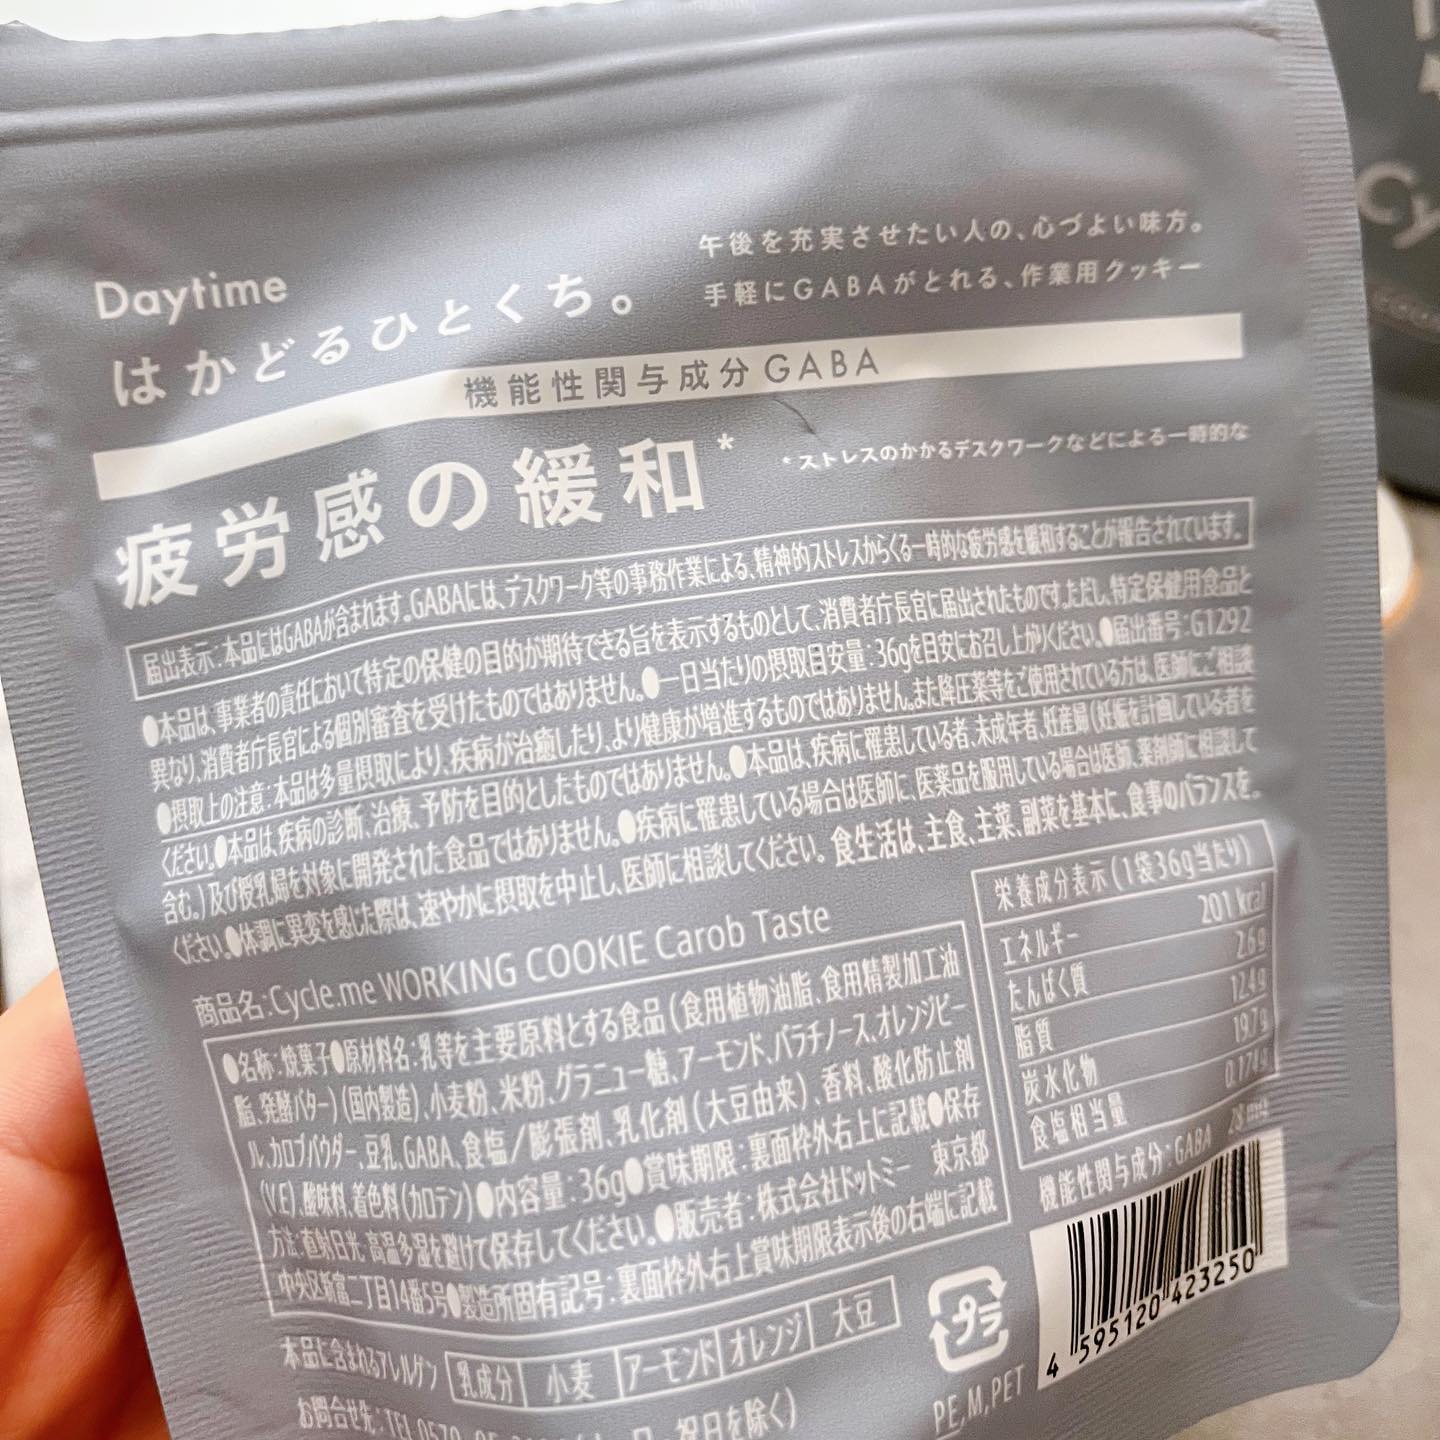 Daytime
はかどるひとくち。
午後を充実させたい人の、心づよい味方。
手軽にGABAがとれる、作業用クッキー
機能性関与成分GABA
疲労感の緩和*
*ストレスのかかるデスクワークなどによる一時的な
届出表示:本品にはGABAが含まれます。GABAには、デスクワーク等の事務作業による、精神的ストレスからくる一時的な疲労感を緩和することが報告されています。
●本品は、事業者の責任において特定の保健の目的が期待できる旨を表示するものとして、消費者庁長官に届出されたものです。ただし、特定保健用食品と
異なり、消費者庁長官による個別審査を受けたものではありません。●一日当たりの摂取目安量:36gを目安にお召し上がりください。●届出番号:G1292
●摂取上の注意:本品は多量摂取により、疾病が治癒したり、より健康が増進するものではありません。また降圧薬等をご使用されている方は、医師にご相談
ください。●本品は、疾病の診断、治療、予防を目的としたものではありません。●本品は、疾病に罹患している者、未成年者、妊産婦(妊娠を計画している者を
含む。)及び授乳婦を対象に開発された食品ではありません。●疾病に罹患している場合は医師に、医薬品を服用している場合は医師、薬剤師に相談して
ください。●体調に異変を感じた際は、速やかに摂取を中止し、医師に相談してください。食生活は、主食、主菜、副菜を基本に、食事のバランスを。
商品名:Cycle.me WORKING COOKIE Carob Taste
●名称:焼菓子●原材料名:乳等を主要原料とする食品(食用植物油脂、食用精製加工油
脂、発酵バター)(国内製造)、小麦粉、米粉、グラニュー糖、アーモンド、パラチノース、オレンジピー
ル、カロブパウダー、豆乳、GABA、食塩/膨張剤、乳化剤(大豆由来)、香料、酸化防止剤
(V.E)、酸味料、着色料(カロテン)●内容量:36g●賞味期限:裏面枠外右上に記載●保存
方法:直射日光、高温多湿を避けて保存してください。●販売者:株式会社ドットミー 東京都
中央区新富二丁目14番5号●製造所固有記号:裏面枠外右上賞味期限表示後の右端に記載
栄養成分表示(1袋36g当たり)
エネルギー 201kcal
たんぱく質 2.6g
脂質 12.4g
炭水化物 19.7g
食塩相当量 0.174g
機能性関与成分:GABA 28mg
本品に含まれるアレルゲン 乳成分 小麦 アーモンド オレンジ 大豆
お問合せ先:TEL 0570
祝日を除く)
プラ
PE,M,PET
4 595120 423250
Cy